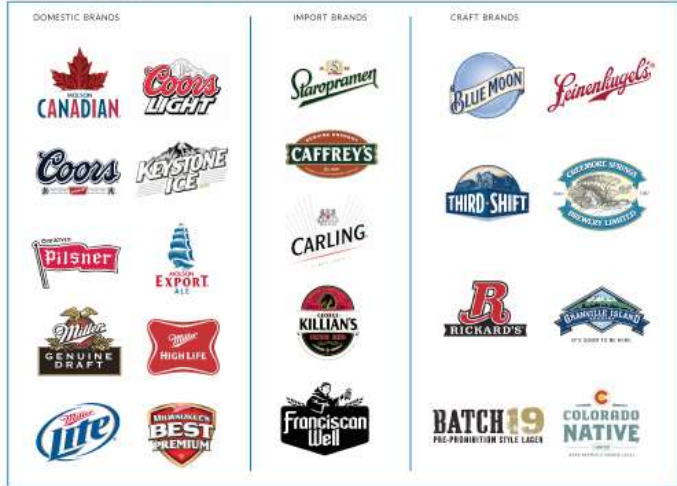 DOMESTIC BRANDS
MOLSON
CANADIAN
Coors
LIGHT
Coors
KEYSTONE
ICE
Pilsner
MOLSON
EXPORT
ALE
Miller
GENUINE
DRAFT
Miller
HIGH LIFE
Miller
Lite
MILWAUKEE'S
BEST
PREMIUM
IMPORT BRANDS
Staropramen
GENUINE DRAUGHT
CAFFREY'S
CARLING
GEORGE
KILLIAN'S
Franciscan
Well
CRAFT BRANDS
BLUE MOON
Leinenkugel's
THIRD SHIFT
CREEMORE SPRINGS
BREWERY LIMITED
R
RICKARD'S
GRANVILLE ISLAND
IT'S GOOD TO BE HERE.
BATCH 19
PRE-PROHIBITION STYLE LAGER
C
COLORADO
NATIVE